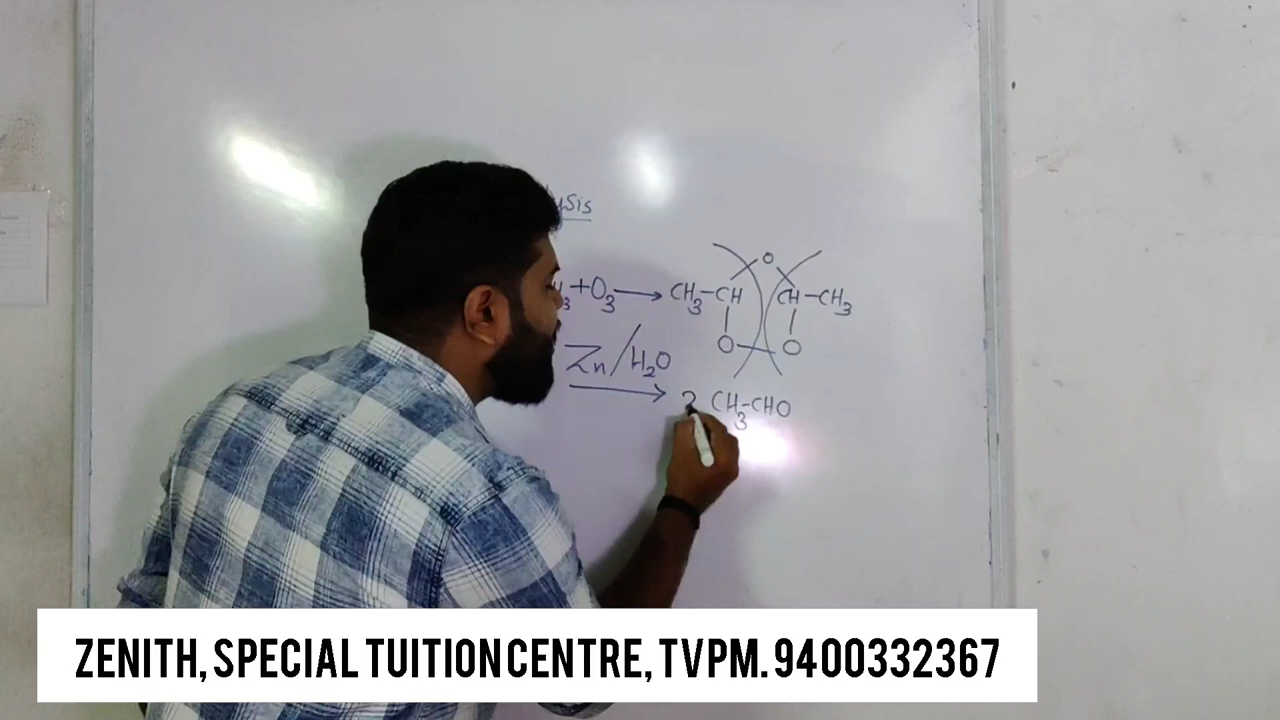 ysis
+O3 → CH3-CH O CH-CH3
O-O
Zn/H2O
→ 2 CH3-CHO
ZENITH, SPECIAL TUITION CENTRE, TVPM. 9400332367